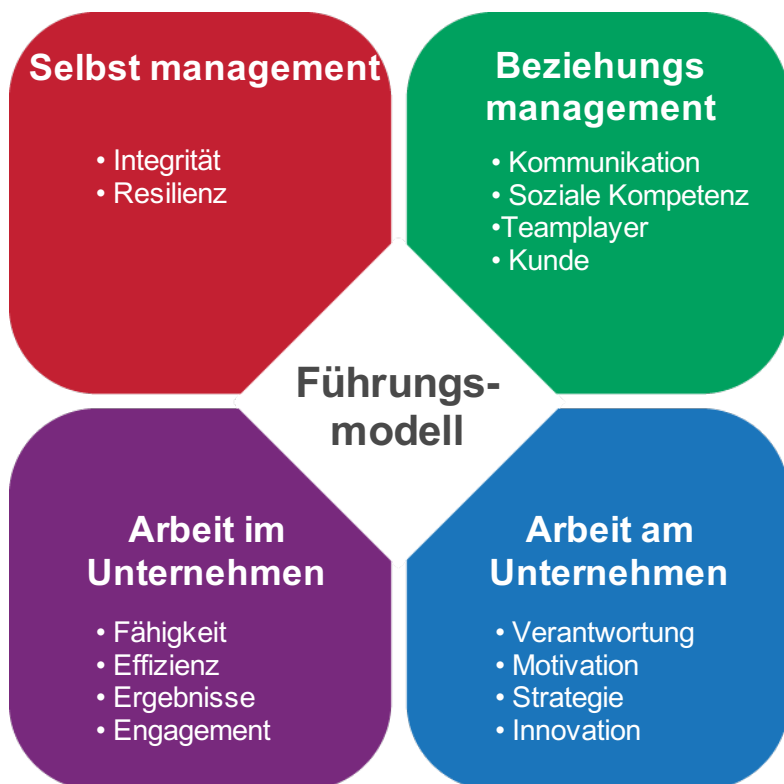 Selbst management
• Integrität
• Resilienz
Beziehungs
management
• Kommunikation
• Soziale Kompetenz
•Teamplayer
• Kunde
Führungs-
modell
Arbeit im
Unternehmen
• Fähigkeit
• Effizienz
• Ergebnisse
• Engagement
Arbeit am
Unternehmen
• Verantwortung
• Motivation
• Strategie
• Innovation